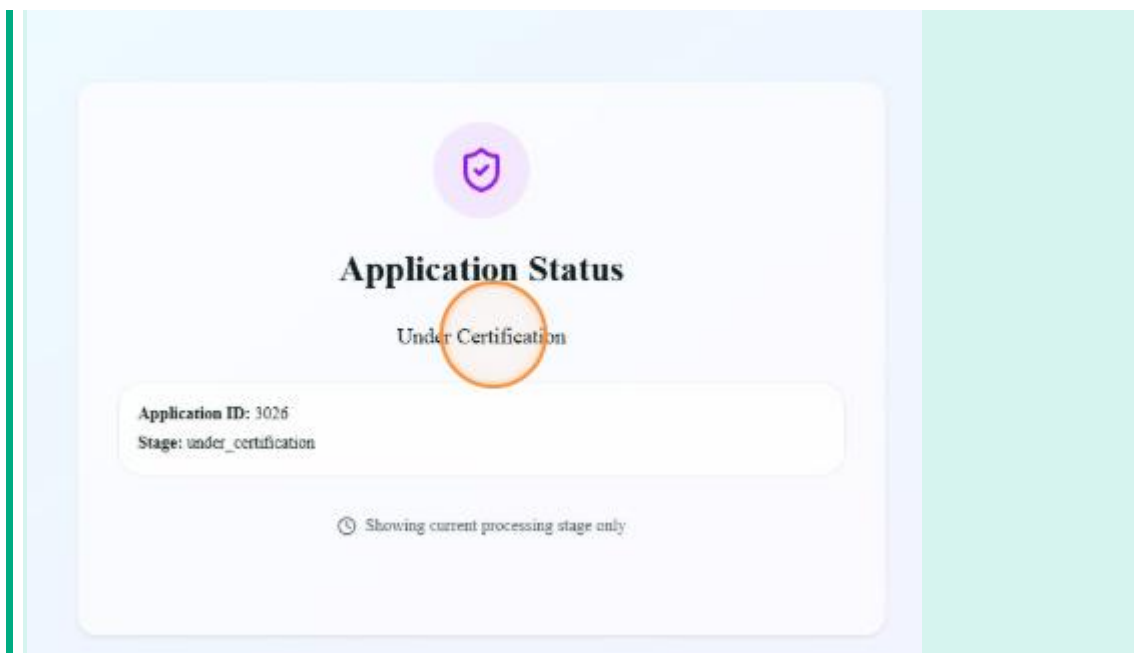 Application Status
Under Certification
Application ID: 3026
Stage: under_certification
Showing current processing stage only